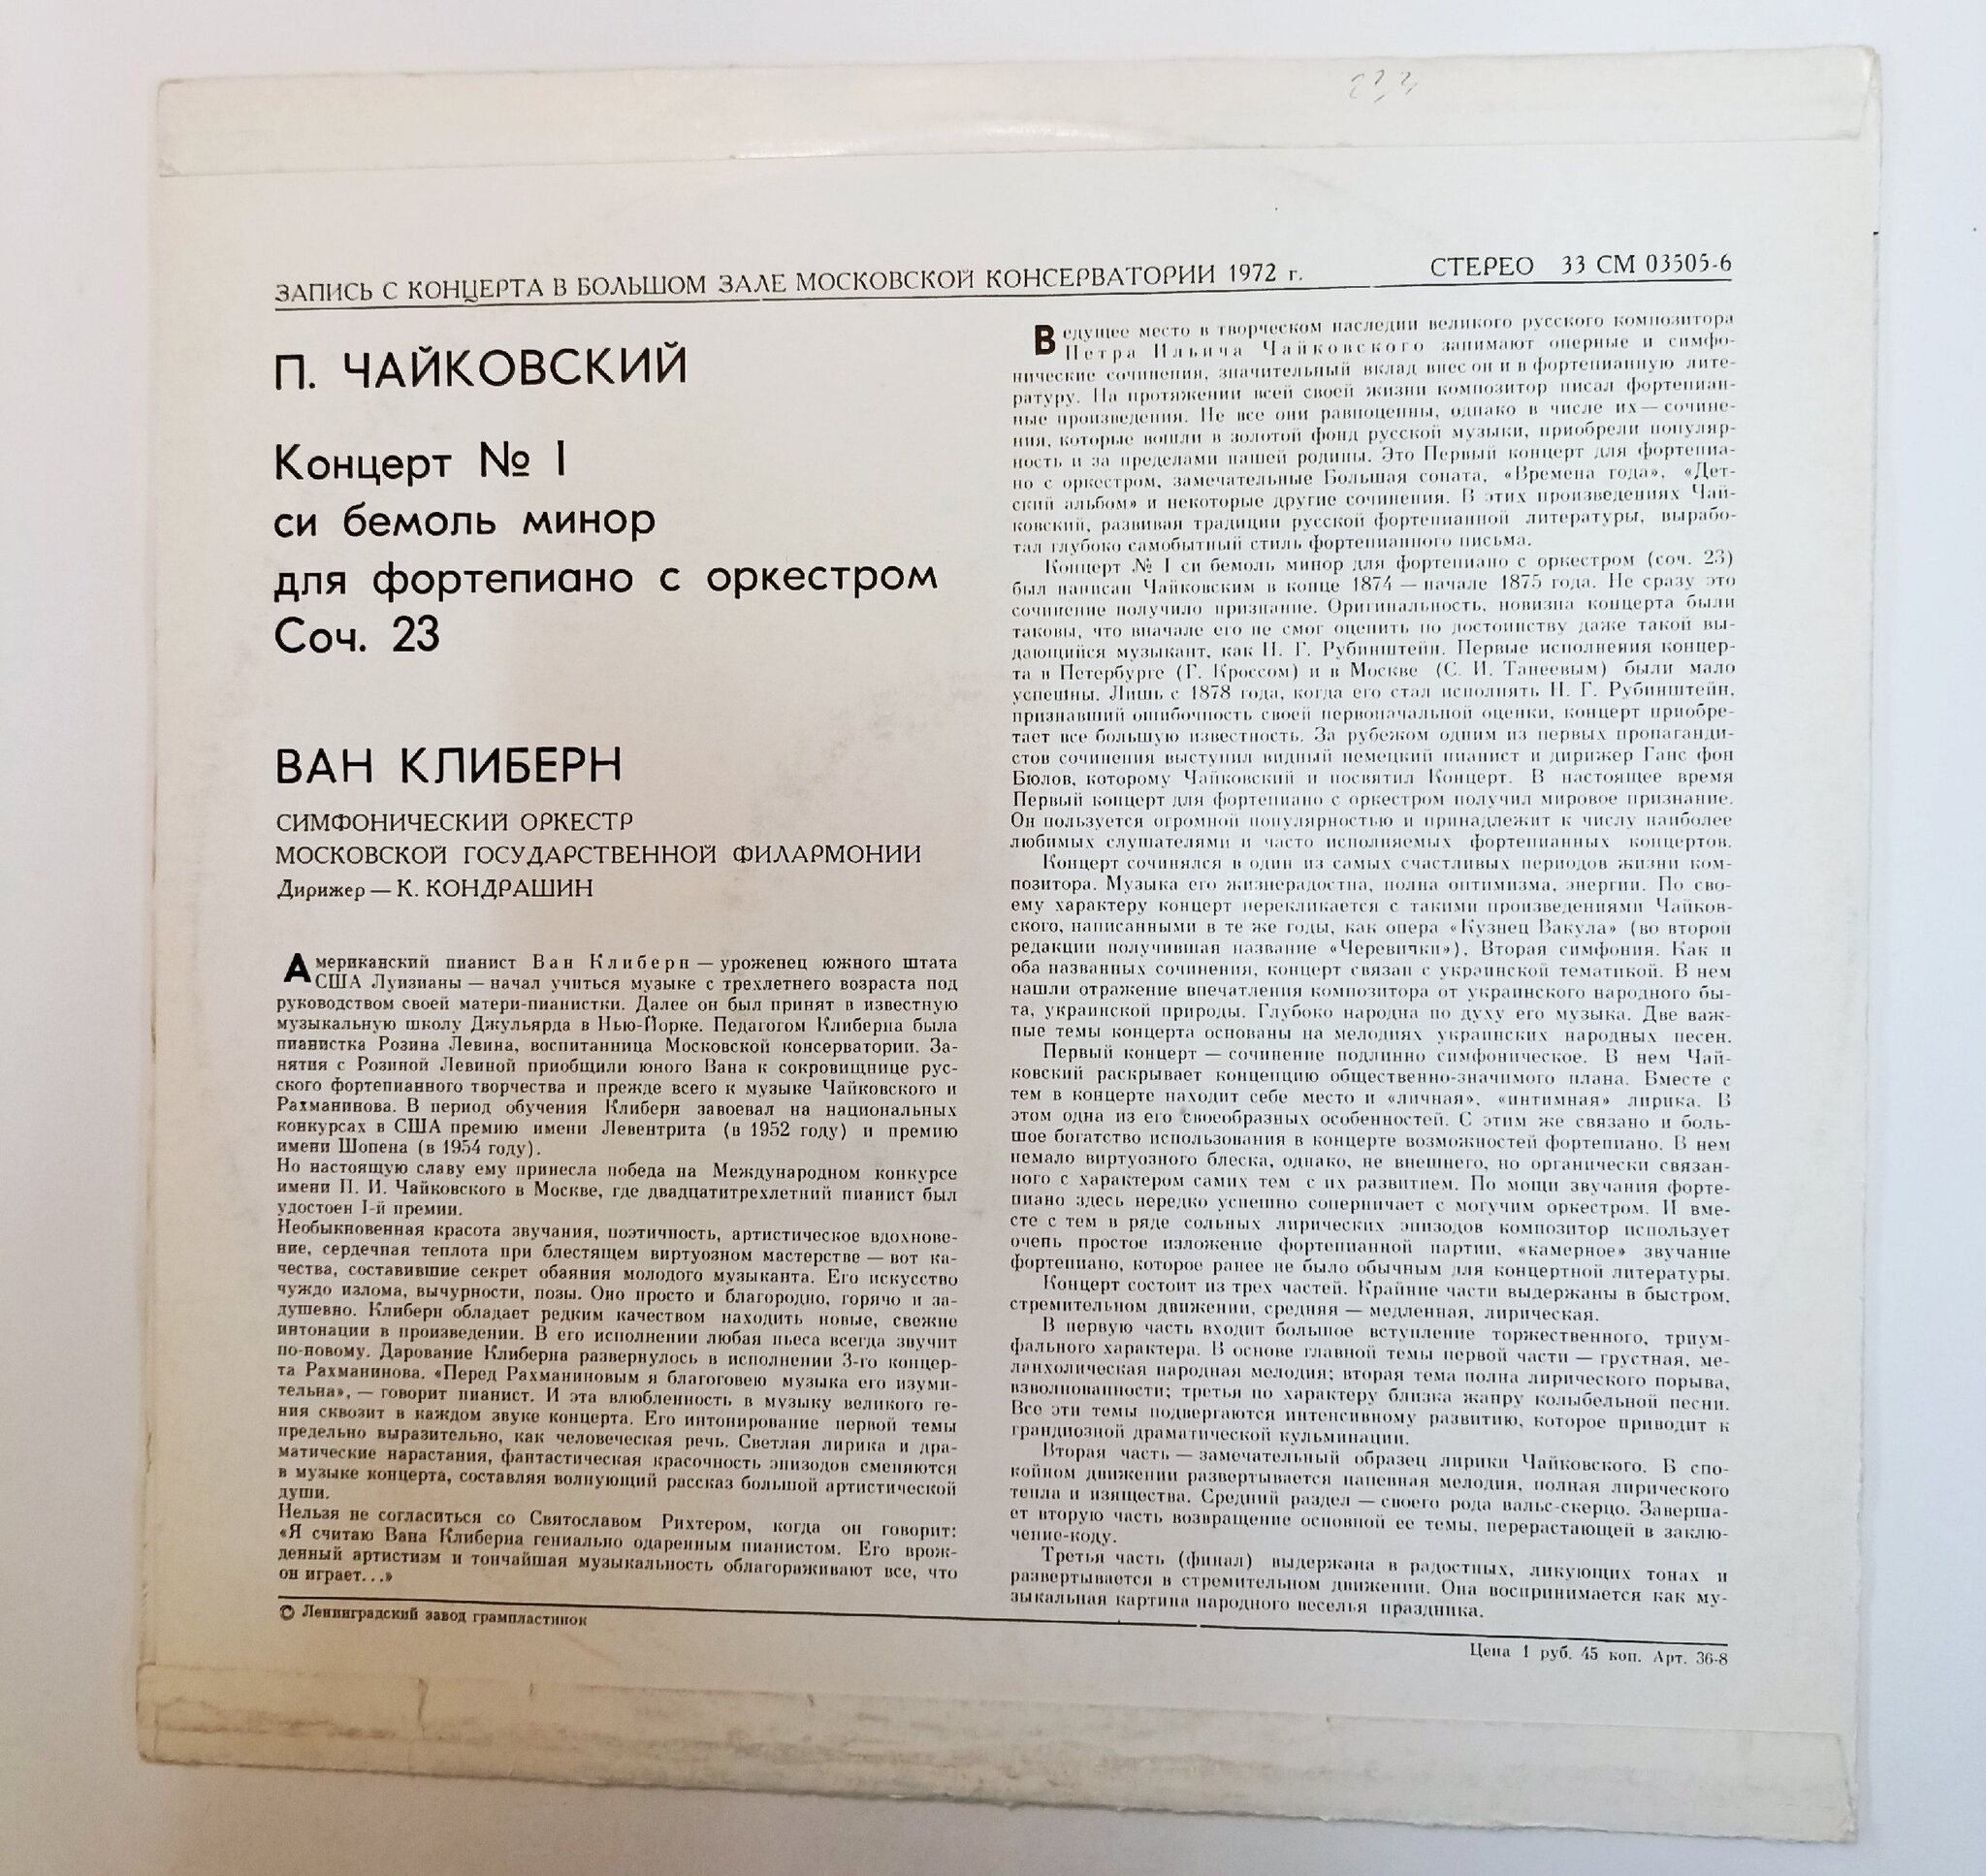 ЗАПИСЬ С КОНЦЕРТА В БОЛЬШОМ ЗАЛЕ МОСКОВСКОЙ КОНСЕРВАТОРИИ 1972 г.
СТЕРЕО 33 СМ 03505-6
П. ЧАЙКОВСКИЙ
Концерт № 1
си бемоль минор
для фортепиано с оркестром
Соч. 23
ВАН КЛИБЕРН
СИМФОНИЧЕСКИЙ ОРКЕСТР
МОСКОВСКОЙ ГОСУДАРСТВЕННОЙ ФИЛАРМОНИИ
Дирижер — К. КОНДРАШИН
Американский пианист Ван Клиберн — уроженец южного штата
США Луизианы — начал учиться музыке с трехлетнего возраста под
руководством своей матери-пианистки. Далее он был принят в известную
музыкальную школу Джульярда в Нью-Йорке. Педагогом Клиберна была
пианистка Розина Левина, воспитанница Московской консерватории. За-
нятия с Розиной Левиной приобщили юного Вана к сокровищнице рус-
ского фортепианного творчества и прежде всего к музыке Чайковского и
Рахманинова. В период обучения Клиберн завоевал на национальных
конкурсах в США премию имени Левентрита (в 1952 году) и премию
имени Шопена (в 1954 году).
Но настоящую славу ему принесла победа на Международном конкурсе
имени П. И. Чайковского в Москве, где двадцатитрехлетний пианист был
удостоен I-й премии.
Необыкновенная красота звучания, поэтичность, артистическое вдохнове-
ние, сердечная теплота при блестящем виртуозном мастерстве — вот ка-
чества, составившие секрет обаяния молодого музыканта. Его искусство
чуждо излома, вычурности, позы. Оно просто и благородно, горячо и за-
душевно. Клиберн обладает редким качеством находить новые, свежие
интонации в произведении. В его исполнении любая пьеса всегда звучит
по-новому. Дарование Клиберна развернулось в исполнении 3-го концер-
та Рахманинова. «Перед Рахманиновым я благоговею музыка его изуми-
тельна», — говорит пианист. И эта влюбленность в музыку великого ге-
ния сквозит в каждом звуке концерта. Его интонирование первой темы
предельно выразительно, как человеческая речь. Светлая лирика и дра-
матические нарастания, фантастическая красочность эпизодов сменяются
в музыке концерта, составляя волнующий рассказ большой артистической
души.
Нельзя не согласиться со Святославом Рихтером, когда он говорит:
«Я считаю Вана Клиберна гениально одаренным пианистом. Его врож-
денный артистизм и тончайшая музыкальность облагораживают все, что
он играет...»
© Ленинградский завод грампластинок
Ведущее место в творческом наследии великого русского композитора
Петра Ильича Чайковского занимают оперные и симфо-
нические сочинения, значительный вклад внес он и в фортепианную лите-
ратуру. На протяжении всей своей жизни композитор писал фортепиан-
ные произведения. Не все они равноценны, однако в числе их — сочине-
ния, которые вошли в золотой фонд русской музыки, приобрели популяр-
ность и за пределами нашей родины. Это Первый концерт для фортепиа-
но с оркестром, замечательные Большая соната, «Времена года», «Дет-
ский альбом» и некоторые другие сочинения. В этих произведениях Чай-
ковский, развивая традиции русской фортепианной литературы, вырабо-
тал глубоко самобытный стиль фортепианного письма.
Концерт № 1 си бемоль минор для фортепиано с оркестром (соч. 23)
был написан Чайковским в конце 1874 — начале 1875 года. Не сразу это
сочинение получило признание. Оригинальность, новизна концерта были
таковы, что вначале его не смог оценить по достоинству даже такой вы-
дающийся музыкант, как Н. Г. Рубинштейн. Первые исполнения концер-
та в Петербурге (Г. Кроссом) и в Москве (С. И. Танеевым) были мало
успешны. Лишь с 1878 года, когда его стал исполнять Н. Г. Рубинштейн,
признавший ошибочность своей первоначальной оценки, концерт приобре-
тает все большую известность. За рубежом одним из первых пропаганди-
стов сочинения выступил видный немецкий пианист и дирижер Ганс фон
Бюлов, которому Чайковский и посвятил Концерт. В настоящее время
Первый концерт для фортепиано с оркестром получил мировое признание.
Он пользуется огромной популярностью и принадлежит к числу наиболее
любимых слушателями и часто исполняемых фортепианных концертов.
Концерт сочинялся в один из самых счастливых периодов жизни ком-
позитора. Музыка его жизнерадостна, полна оптимизма, энергии. По сво-
ему характеру концерт перекликается с такими произведениями Чайков-
ского, написанными в те же годы, как опера «Кузнец Вакула» (во второй
редакции получившая название «Черевички»), Вторая симфония. Как и
оба названных сочинения, концерт связан с украинской тематикой. В нем
нашли отражение впечатления композитора от украинского народного бы-
та, украинской природы. Глубоко народна по духу его музыка. Две важ-
ные темы концерта основаны на мелодиях украинских народных песен.
Первый концерт — сочинение подлинно симфоническое. В нем Чай-
ковский раскрывает концепцию общественно-значимого плана. Вместе с
тем в концерте находит себе место и «личная», «интимная» лирика. В
этом одна из его своеобразных особенностей. С этим же связано и боль-
шое богатство использования в концерте возможностей фортепиано. В нем
немало виртуозного блеска, однако, не внешнего, но органически связан-
ного с характером самих тем с их развитием. По мощи звучания форте-
пиано здесь нередко успешно соперничает с могучим оркестром. И вме-
сте с тем в ряде сольных лирических эпизодов композитор использует
очень простое изложение фортепианной партии, «камерное» звучание
фортепиано, которое ранее не было обычным для концертной литературы.
Концерт состоит из трех частей. Крайние части выдержаны в быстром,
стремительном движении, средняя — медленная, лирическая.
В первую часть входит большое вступление торжественного, триум-
фального характера. В основе главной темы первой части — грустная, ме-
ланхолическая народная мелодия; вторая тема полна лирического порыва,
взволнованности; третья по характеру близка жанру колыбельной песни.
Все эти темы подвергаются интенсивному развитию, которое приводит к
грандиозной драматической кульминации.
Вторая часть — замечательный образец лирики Чайковского. В спо-
койном движении развертывается напевная мелодия, полная лирического
тепла и изящества. Средний раздел — своего рода вальс-скерцо. Заверша-
ет вторую часть возвращение основной ее темы, перерастающей в заклю-
чение-коду.
Третья часть (финал) выдержана в радостных, ликующих тонах и
развертывается в стремительном движении. Она воспринимается как му-
зыкальная картина народного веселья праздника.
Цена 1 руб. 45 коп. Арт. 36-8